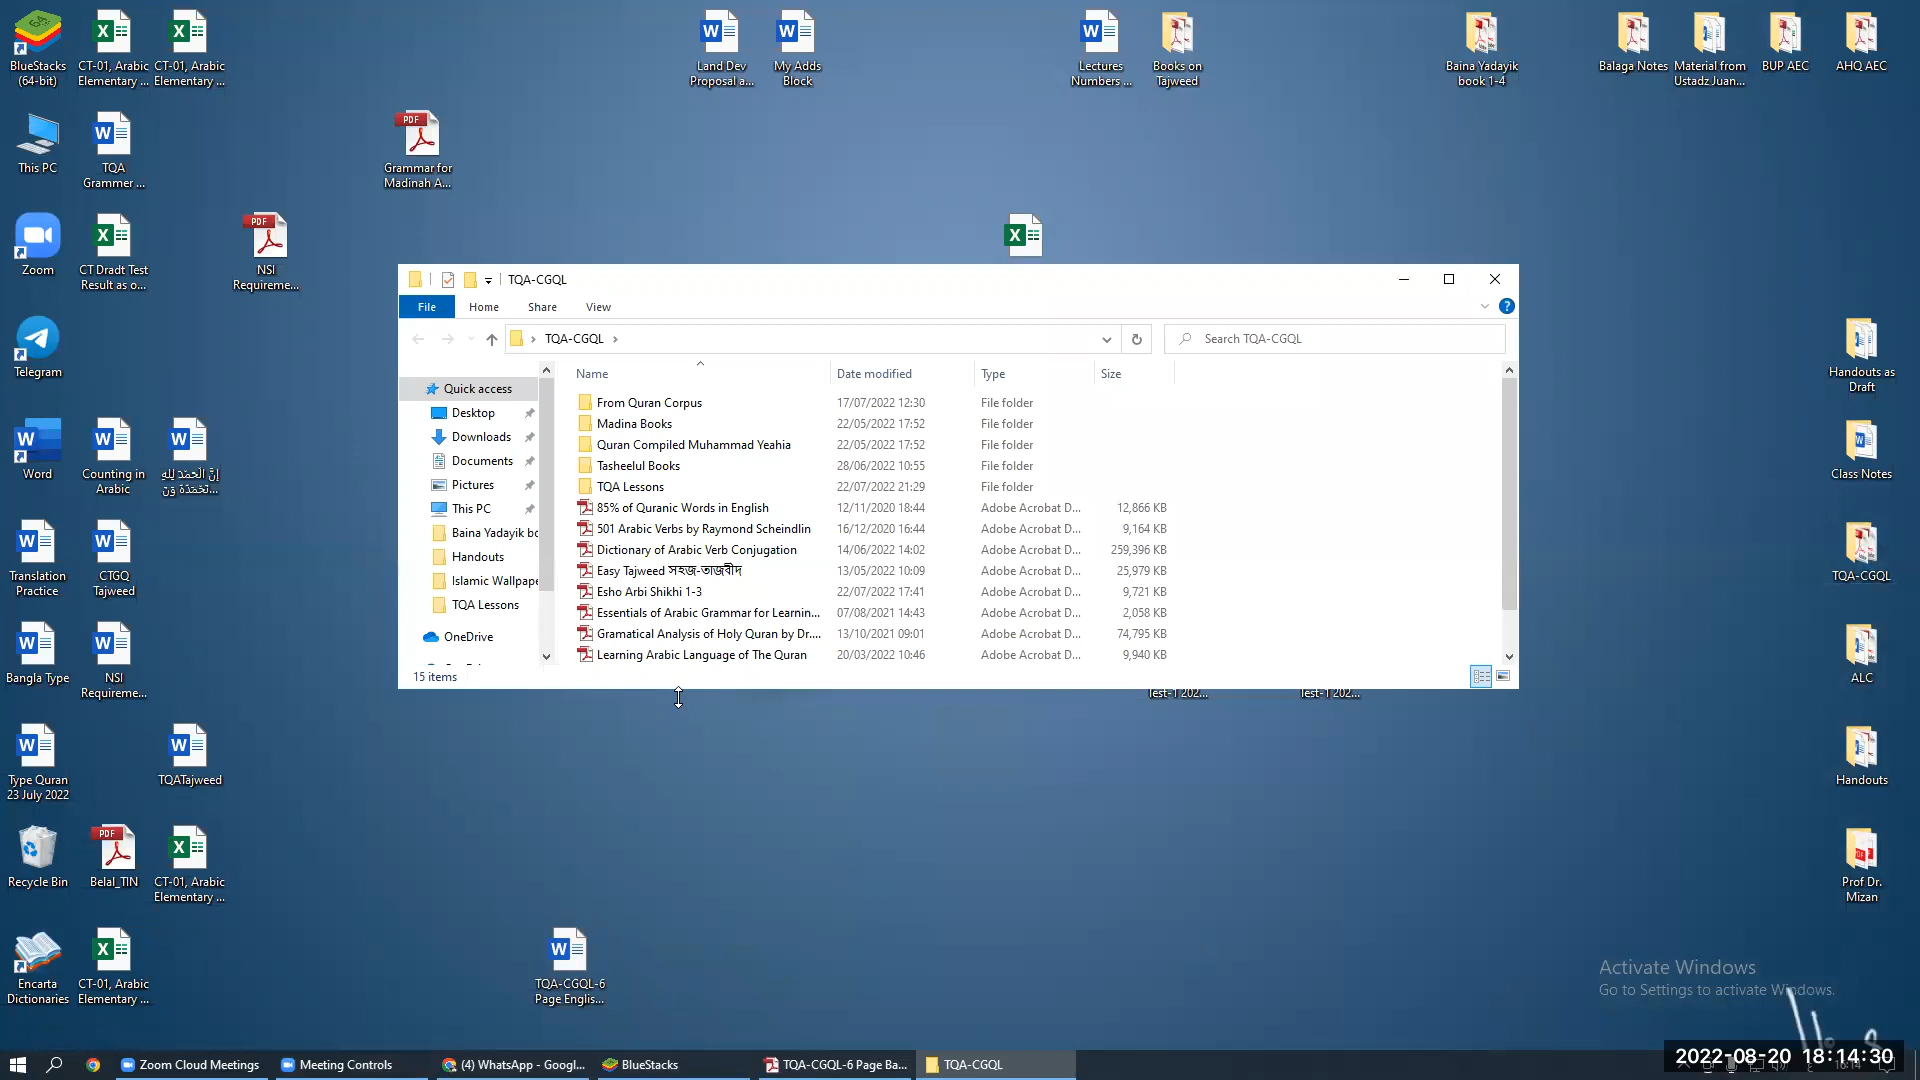 BlueStacks
(64-bit)
CT-01, Arabic
Elementary ...
CT-01, Arabic
Elementary ...
Land Dev
Proposal a...
My Adds
Block
Lectures
Numbers ...
Books on
Tajweed
Baina Yadayik
book 1-4
Balaga Notes
Material from
Ustadz Juan...
BUP AEC
AHQ AEC
This PC
TQA
Grammer ...
PDF
Grammar for
Madinah A...
Zoom
CT Dradt Test
Result as o...
PDF
NSI
Requireme...
TQA-CGQL
File
Home
Share
View
TQA-CGQL
Search TQA-CGQL
Name
Date modified
Type
Size
Quick access
Desktop
Downloads
Documents
Pictures
This PC
Baina Yadayik bo
Handouts
Islamic Wallpape
TQA Lessons
OneDrive
From Quran Corpus 17/07/2022 12:30 File folder
Madina Books 22/05/2022 17:52 File folder
Quran Compiled Muhammad Yeahia 22/05/2022 17:52 File folder
Tasheelul Books 28/06/2022 10:55 File folder
TQA Lessons 22/07/2022 21:29 File folder
85% of Quranic Words in English 12/11/2020 18:44 Adobe Acrobat D... 12,866 KB
501 Arabic Verbs by Raymond Scheindlin 16/12/2020 16:44 Adobe Acrobat D... 9,164 KB
Dictionary of Arabic Verb Conjugation 14/06/2022 14:02 Adobe Acrobat D... 259,396 KB
Easy Tajweed সহজ-তাজবীদ 13/05/2022 10:09 Adobe Acrobat D... 25,979 KB
Esho Arbi Shikhi 1-3 22/07/2022 17:41 Adobe Acrobat D... 9,721 KB
Essentials of Arabic Grammar for Learnin... 07/08/2021 14:43 Adobe Acrobat D... 2,058 KB
Gramatical Analysis of Holy Quran by Dr.... 13/10/2021 09:01 Adobe Acrobat D... 74,795 KB
Learning Arabic Language of The Quran 20/03/2022 10:46 Adobe Acrobat D... 9,940 KB
15 items
Test-1 202...
Test-1 202...
Telegram
Handouts as
Draft
Word
Counting in
Arabic
إِنَّ الْحَمْدَ لِلَّهِ
نَحْمَدُهُ وَنَ...
Class Notes
Translation
Practice
CTGQ
Tajweed
TQA-CGQL
Bangla Type
NSI
Requireme...
ALC
Type Quran
23 July 2022
TQATajweed
Handouts
Recycle Bin
PDF
Belal_TIN
CT-01, Arabic
Elementary ...
Prof Dr.
Mizan
Encarta
Dictionaries
CT-01, Arabic
Elementary ...
TQA-CGQL-6
Page Englis...
Activate Windows
Go to Settings to activate Windows.
Zoom Cloud Meetings
Meeting Controls
(4) WhatsApp - Googl...
BlueStacks
TQA-CGQL-6 Page Ba...
TQA-CGQL
2022-08-20 18:14:30